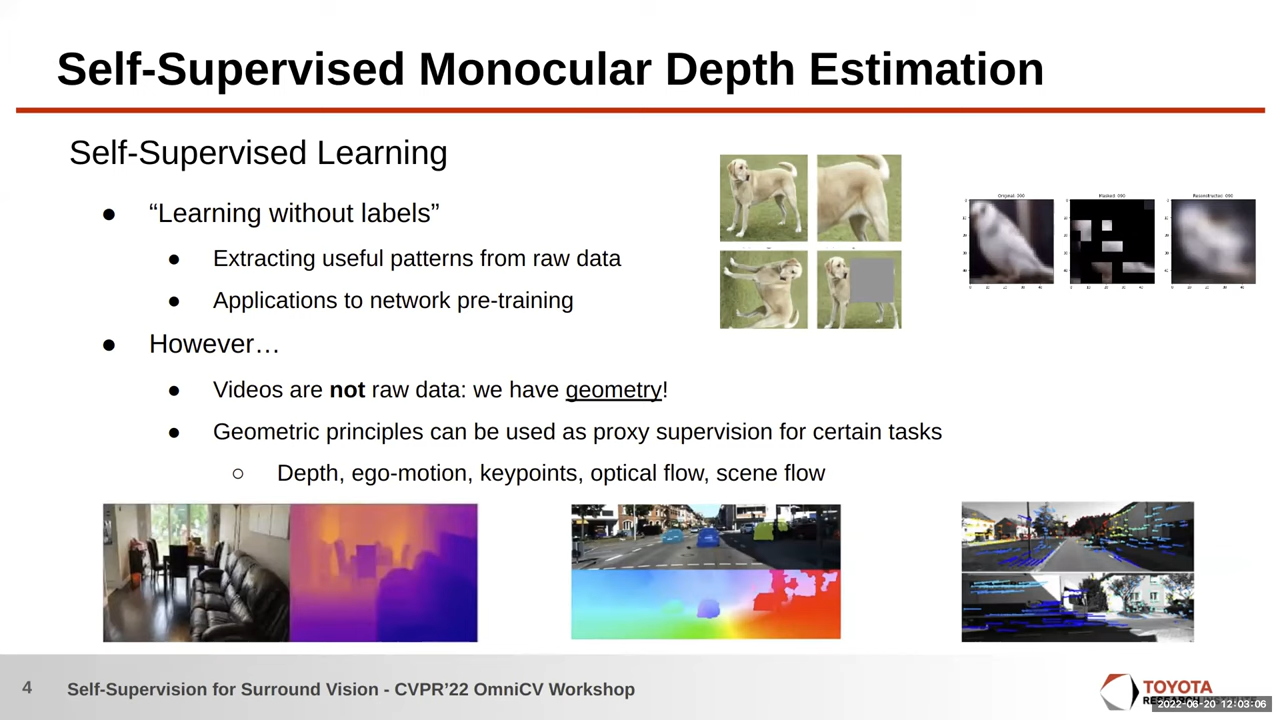 Self-Supervised Monocular Depth Estimation
Self-Supervised Learning
● “Learning without labels”
● Extracting useful patterns from raw data
● Applications to network pre-training
● However…
● Videos are not raw data: we have geometry!
● Geometric principles can be used as proxy supervision for certain tasks
○ Depth, ego-motion, keypoints, optical flow, scene flow
4
Self-Supervision for Surround Vision - CVPR’22 OmniCV Workshop
TOYOTA
2022-06-20 12:03:06